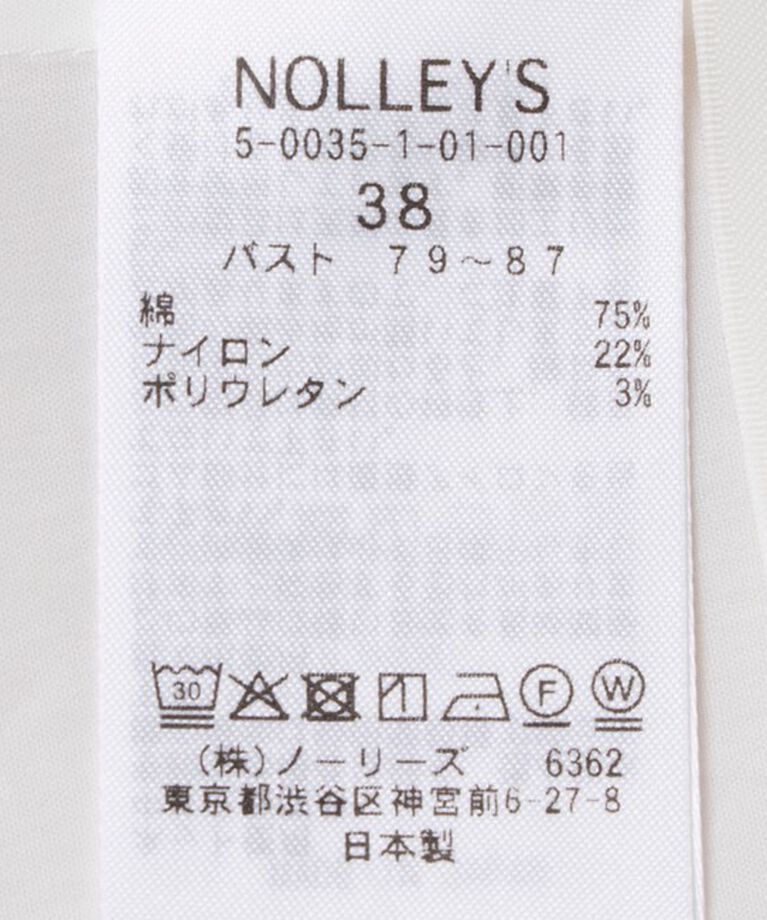 NOLLEY'S
5-0035-1-01-001
38
バスト 79～87
綿 75%
ナイロン 22%
ポリウレタン 3%
30 F W
(株)ノーリーズ 6362
東京都渋谷区神宮前6-27-8
日本製